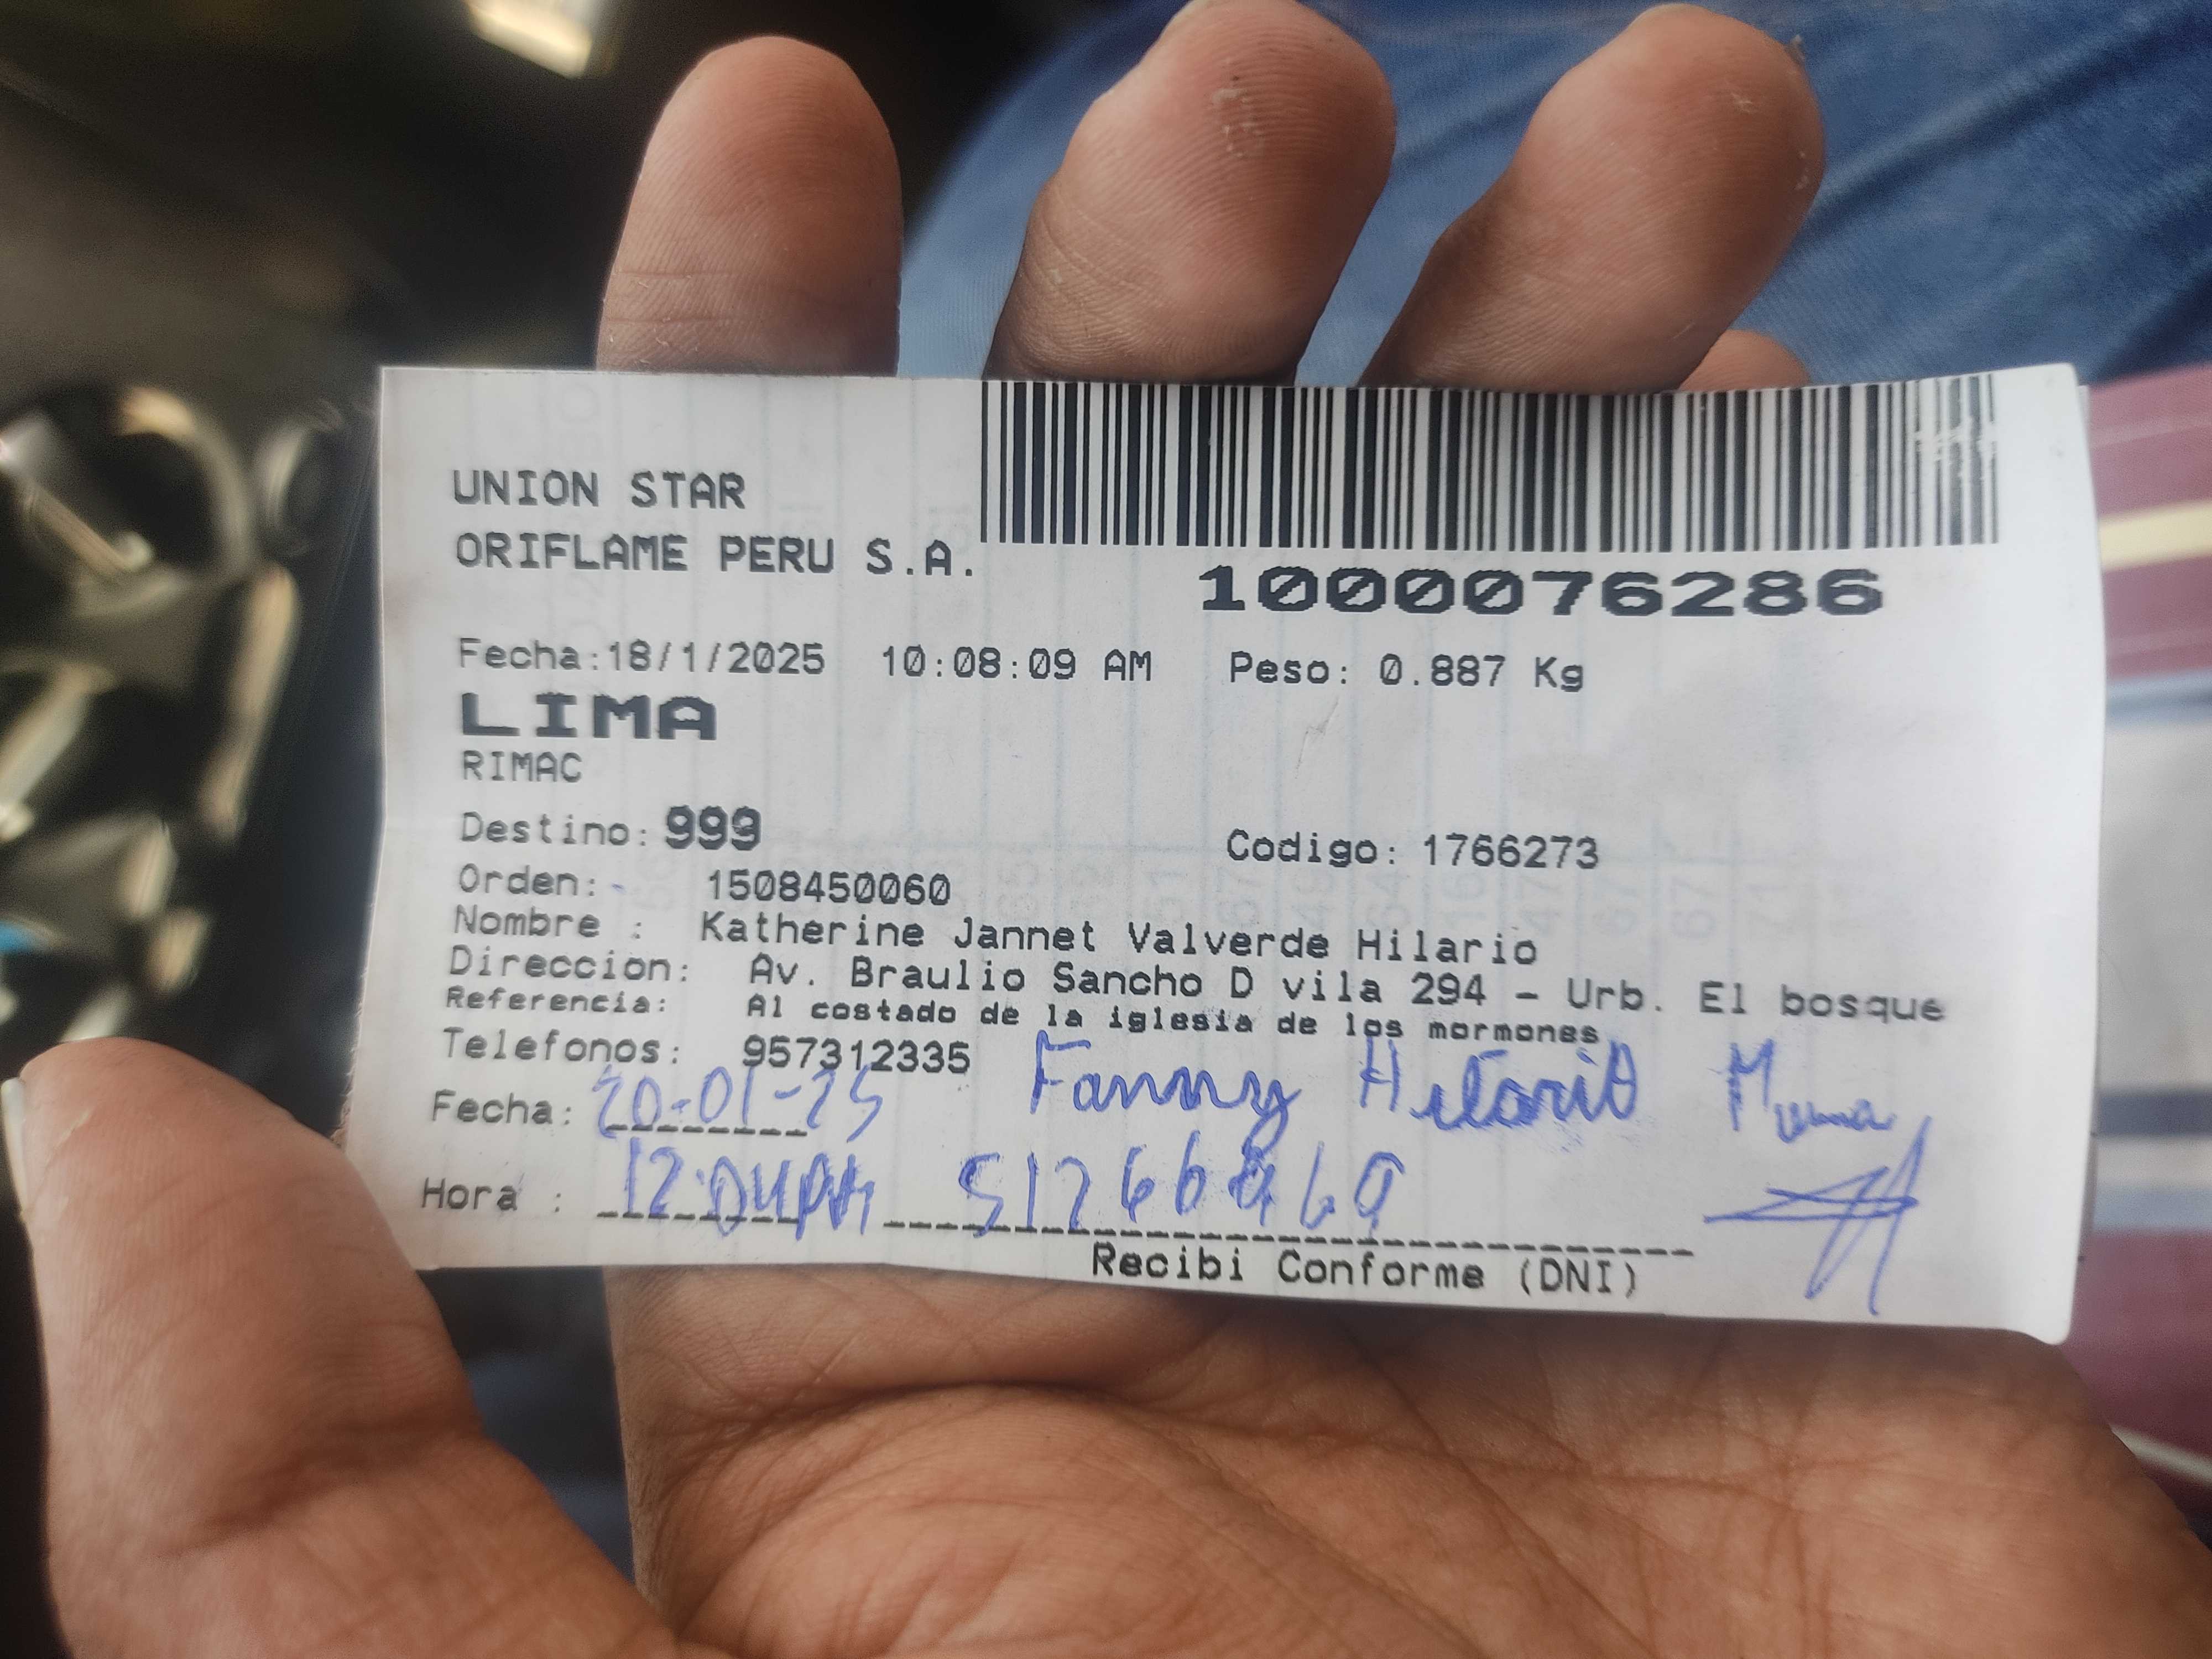 UNION STAR
ORIFLAME PERU S.A.
1000076286
Fecha:18/1/2025 10:08:09 AM Peso: 0.887 Kg
LIMA
RIMAC
Destino: 999 Codigo: 1766273
Orden:- 1508450060
Nombre : Katherine Jannet Valverde Hilario
Direccion: Av. Braulio Sancho D vila 294 - Urb. El bosque
Referencia: Al costado de la iglesia de los mormones
Telefonos: 957312335
Fanny Hilario
Fecha: 20-01-25
Hora : 12:04PM
Recibi Conforme (DNI)